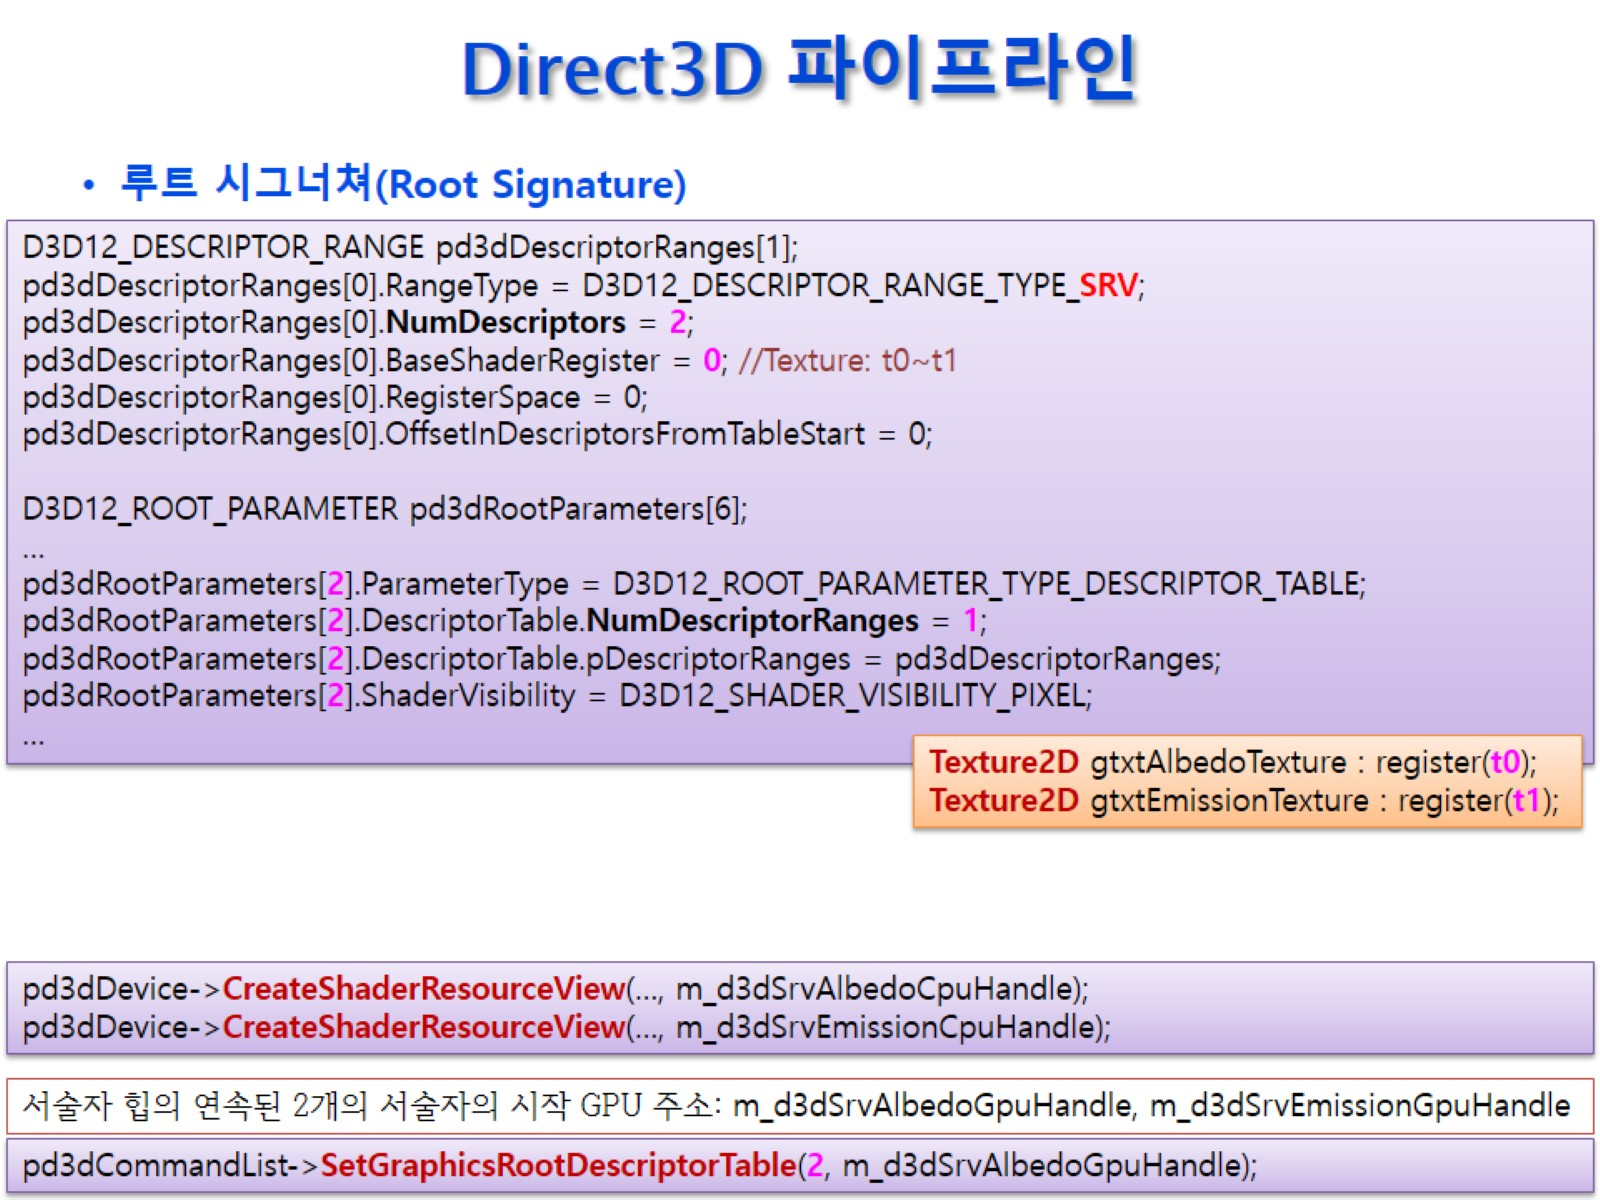 Direct3D 파이프라인
• 루트 시그너쳐(Root Signature)
D3D12_DESCRIPTOR_RANGE pd3dDescriptorRanges[1];
pd3dDescriptorRanges[0].RangeType = D3D12_DESCRIPTOR_RANGE_TYPE_SRV;
pd3dDescriptorRanges[0].NumDescriptors = 2;
pd3dDescriptorRanges[0].BaseShaderRegister = 0; //Texture: t0~t1
pd3dDescriptorRanges[0].RegisterSpace = 0;
pd3dDescriptorRanges[0].OffsetInDescriptorsFromTableStart = 0;
D3D12_ROOT_PARAMETER pd3dRootParameters[6];
...
pd3dRootParameters[2].ParameterType = D3D12_ROOT_PARAMETER_TYPE_DESCRIPTOR_TABLE;
pd3dRootParameters[2].DescriptorTable.NumDescriptorRanges = 1;
pd3dRootParameters[2].DescriptorTable.pDescriptorRanges = pd3dDescriptorRanges;
pd3dRootParameters[2].ShaderVisibility = D3D12_SHADER_VISIBILITY_PIXEL;
...
Texture2D gtxtAlbedoTexture : register(t0);
Texture2D gtxtEmissionTexture : register(t1);
pd3dDevice->CreateShaderResourceView(..., m_d3dSrvAlbedoCpuHandle);
pd3dDevice->CreateShaderResourceView(..., m_d3dSrvEmissionCpuHandle);
서술자 힙의 연속된 2개의 서술자의 시작 GPU 주소: m_d3dSrvAlbedoGpuHandle, m_d3dSrvEmissionGpuHandle
pd3dCommandList->SetGraphicsRootDescriptorTable(2, m_d3dSrvAlbedoGpuHandle);